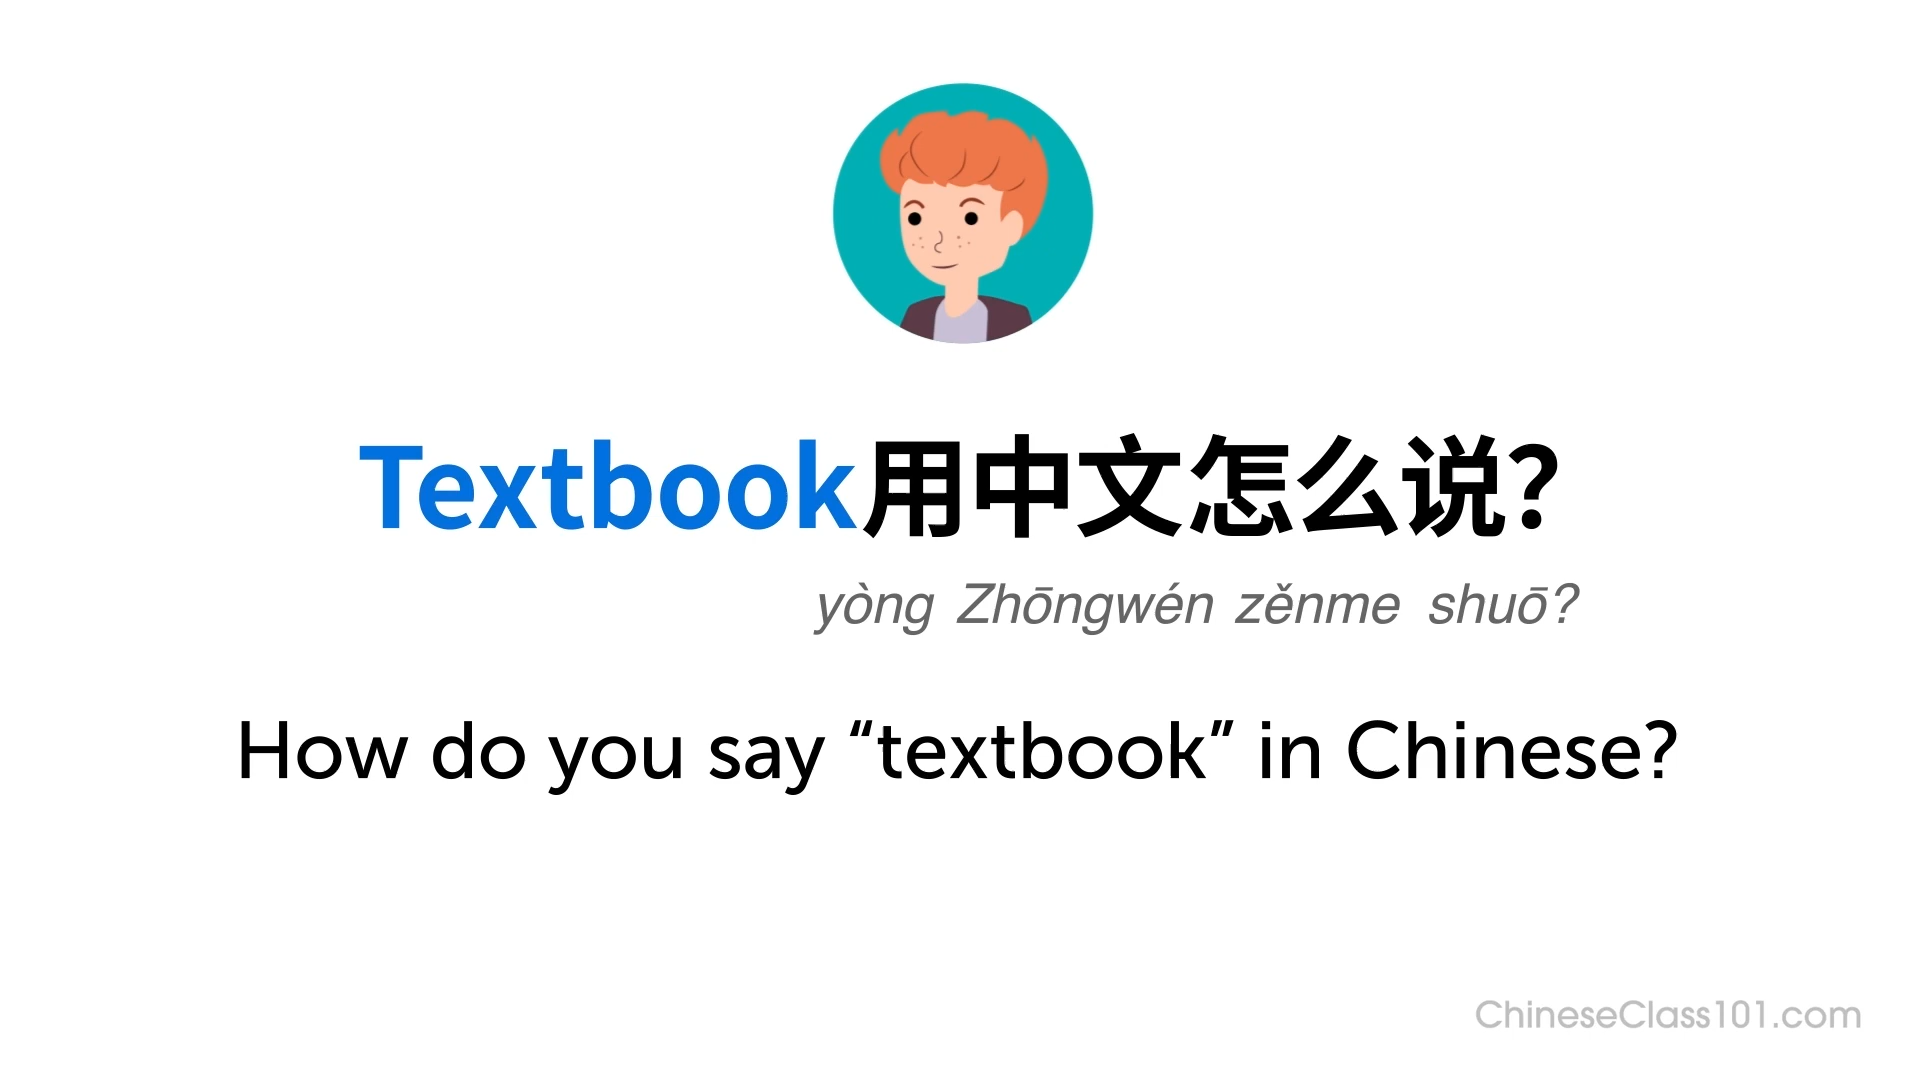 Textbook用中文怎么说?
yòng Zhōngwén zěnme shuō?
How do you say “textbook” in Chinese?
ChineseClass101.com